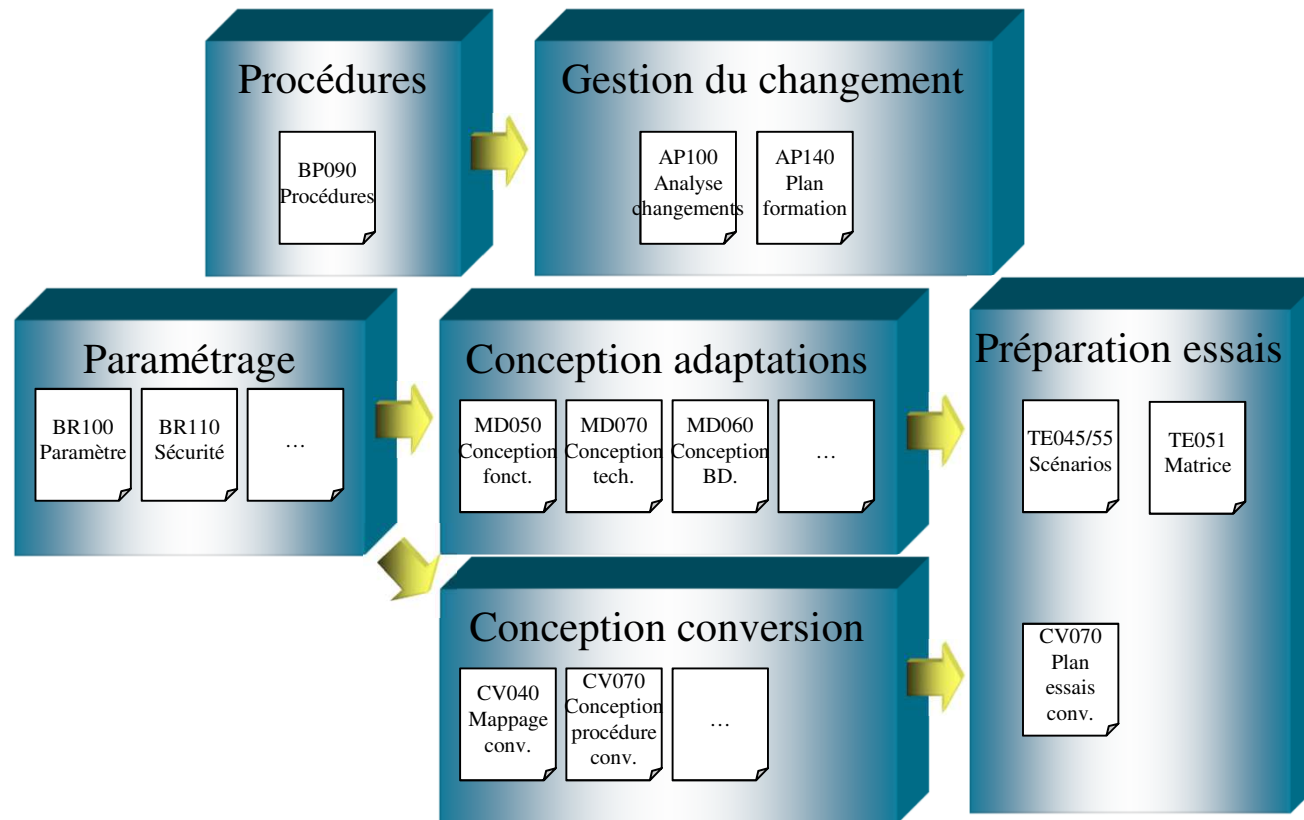 Procédures
BP090
Procédures
Gestion du changement
AP100
Analyse
changements
AP140
Plan
formation
Paramétrage
BR100
Paramètre
BR110
Sécurité
…
Conception adaptations
MD050
Conception
fonct.
MD070
Conception
tech.
MD060
Conception
BD.
…
Préparation essais
TE045/55
Scénarios
TE051
Matrice
CV070
Plan
essais
conv.
Conception conversion
CV040
Mappage
conv.
CV070
Conception
procédure
conv.
…